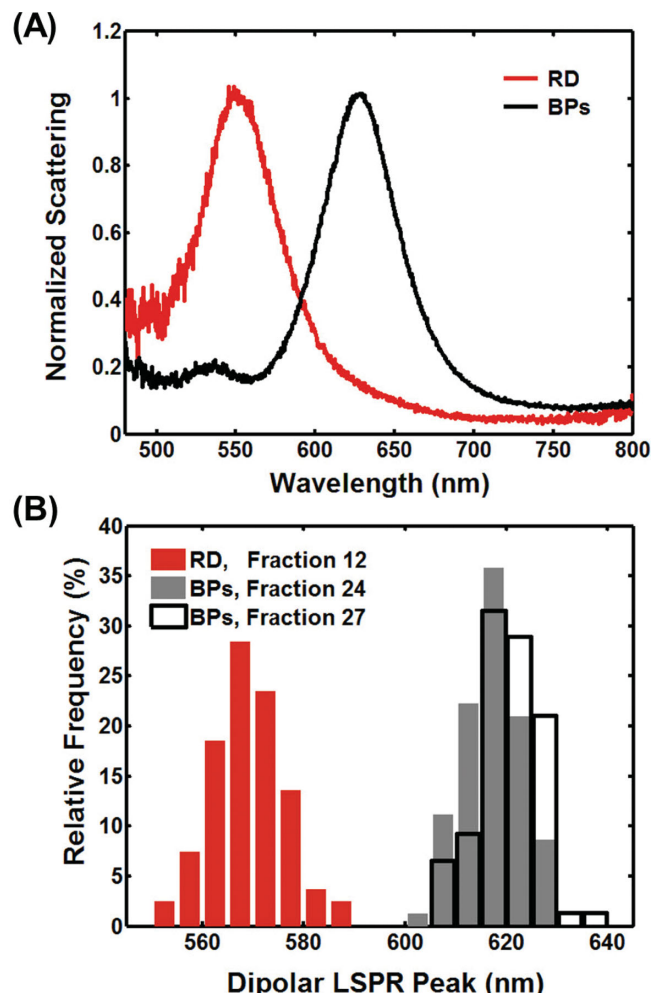 (A)
1.2
1
0.8
0.6
0.4
0.2
0
Normalized Scattering
RD
BPs
500 550 600 650 700 750 800
Wavelength (nm)
(B)
40
35
30
25
20
15
10
5
0
Relative Frequency (%)
RD, Fraction 12
BPs, Fraction 24
BPs, Fraction 27
560 580 600 620 640
Dipolar LSPR Peak (nm)